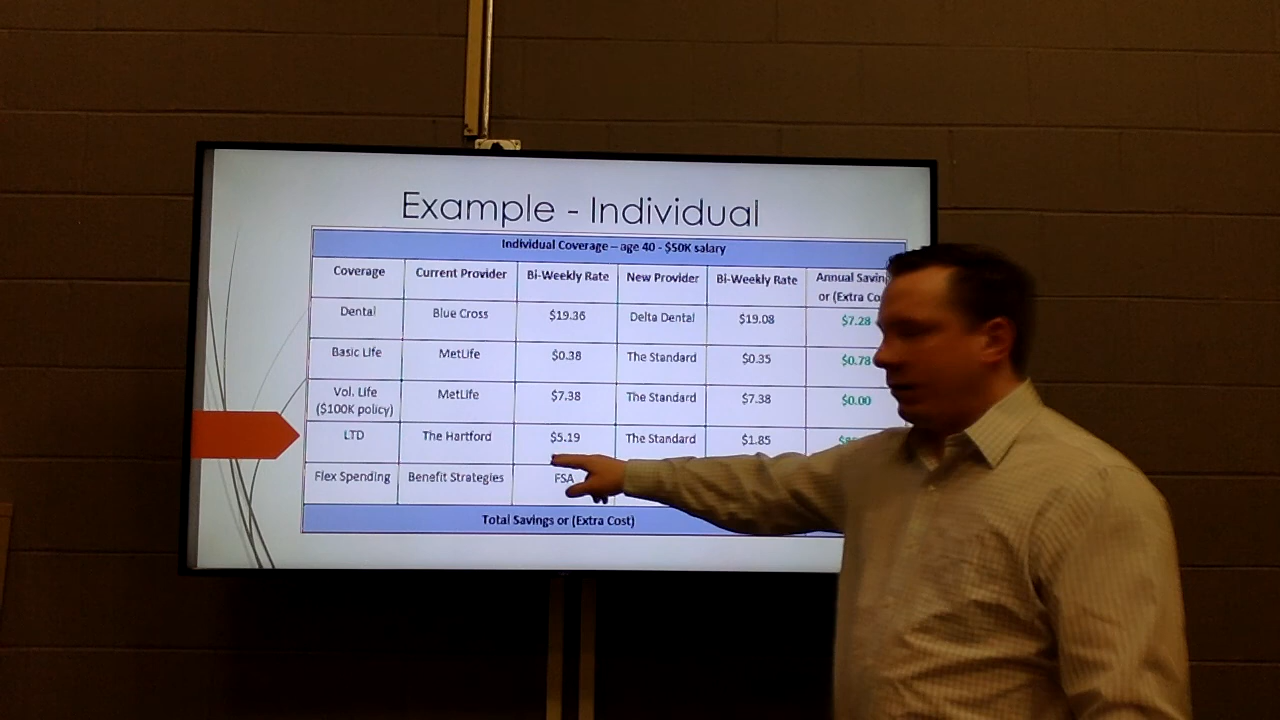 Example - Individual
Individual Coverage – age 40 - $50K salary
Coverage Current Provider Bi-Weekly Rate New Provider Bi-Weekly Rate Annual
or (Extra
Dental Blue Cross $19.36 Delta Dental $19.08 $7.28
Basic Life MetLife $0.38 The Standard $0.35 $0.78
Vol. Life
($100K policy) MetLife $7.38 The Standard $7.38 $0.00
LTD The Hartford $5.19 The Standard $1.85
Flex Spending Benefit Strategies FSA
Total Savings or (Extra Cost)